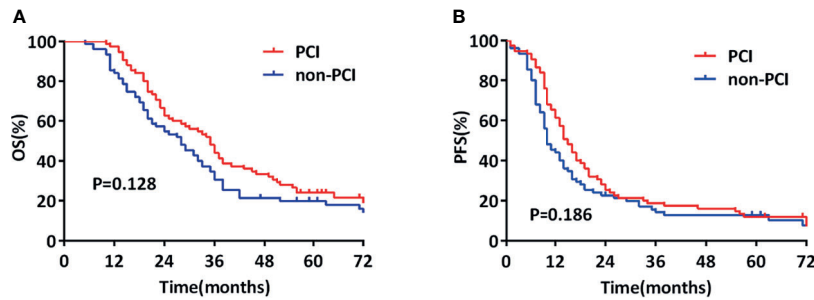 A
100
80
60
40
20
0
OS(%)
PCI
non-PCI
P=0.128
0 12 24 36 48 60 72
Time(months)
B
100
80
60
40
20
0
PFS(%)
PCI
non-PCI
P=0.186
0 12 24 36 48 60 72
Time(months)